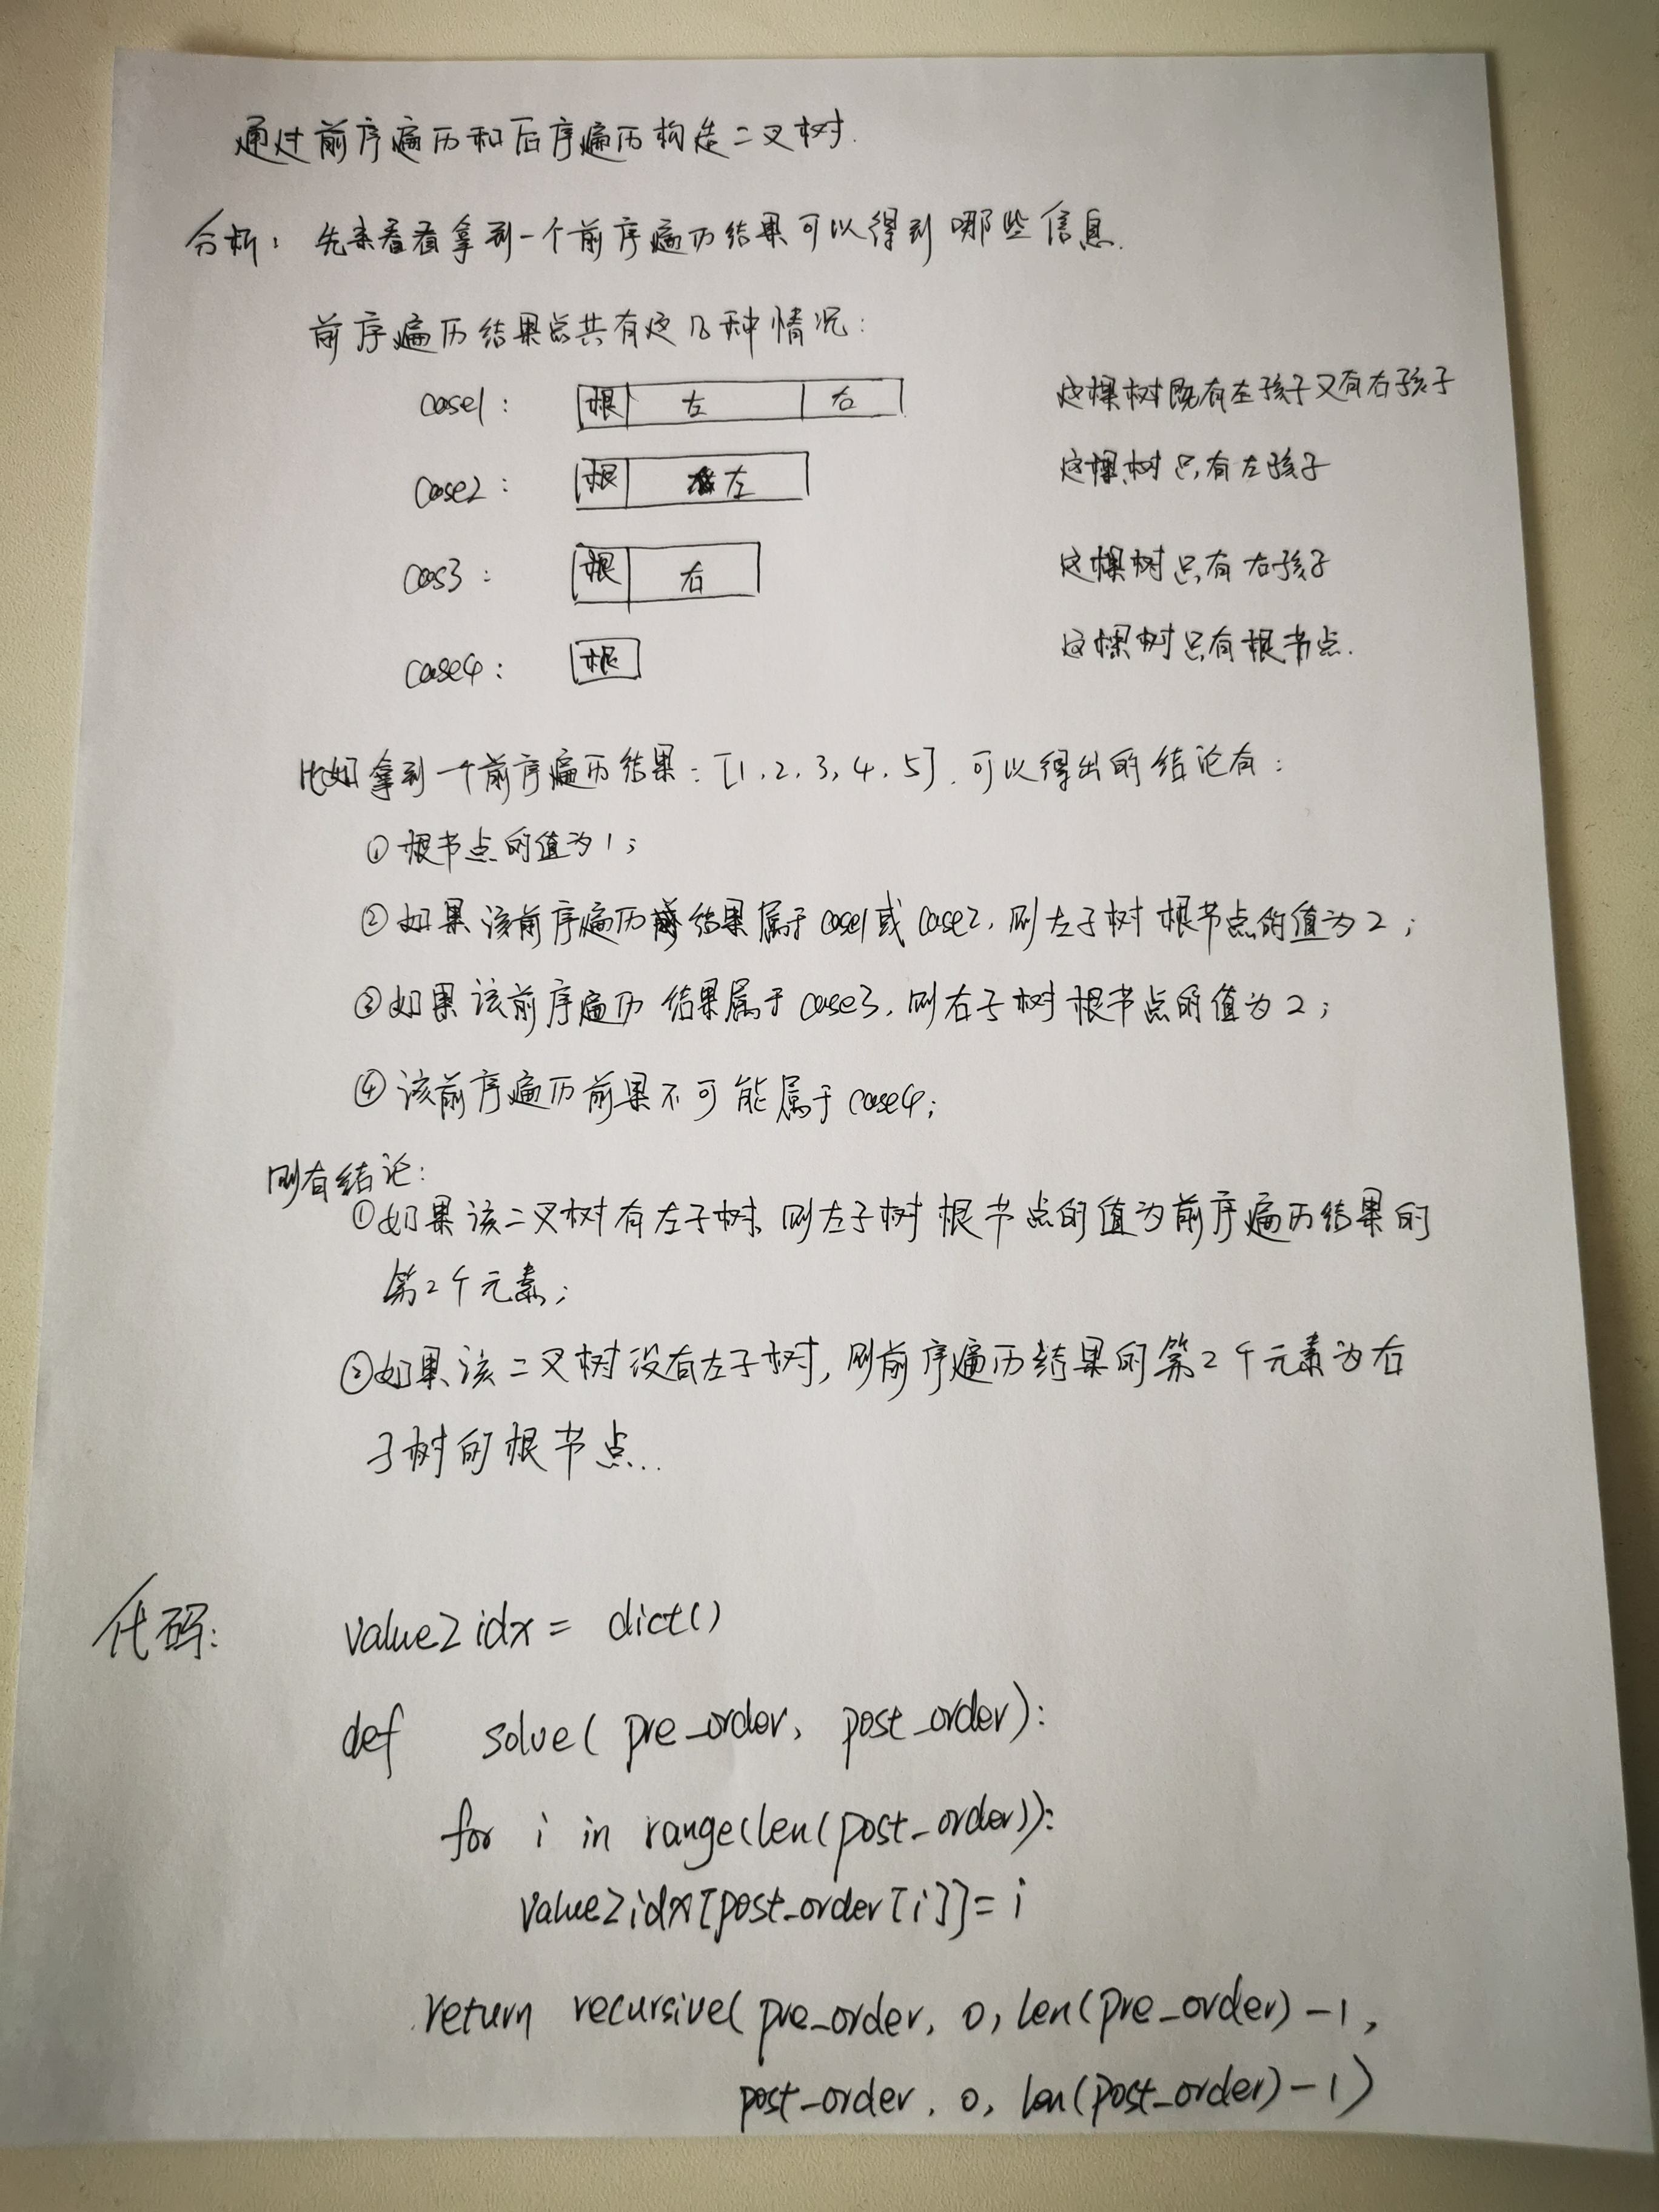 通过前序遍历和后序遍历构造二叉树.
分析: 先来看看拿到一个前序遍历结果可以得到哪些信息.
前序遍历结果总共有这几种情况:
case1: 根 左 右 这棵树既有左孩子又有右孩子
case2: 根 左 这棵树只有左孩子
cas3: 根 右 这棵树只有右孩子
case4: 根 这棵树只有根节点.
比如拿到一个前序遍历结果: [1, 2, 3, 4, 5]. 可以得出的结论有:
① 根节点的值为1;
② 如果该前序遍历结果属于case1或case2, 则左子树根节点的值为2;
③ 如果该前序遍历结果属于case3, 则右子树根节点的值为2;
④ 该前序遍历前果不可能属于case4;
则有结论:
① 如果该二叉树有左子树, 则左子树根节点的值为前序遍历结果的
第2个元素;
② 如果该二叉树没有左子树, 则前序遍历结果的第2个元素为右
子树的根节点..
代码: value2idx = dict()
def solve(pre_order, post_order):
for i in range(len(post_order)):
value2idx[post_order[i]] = i
return recursive(pre_order, 0, len(pre_order)-1,
post_order, 0, len(post_order)-1)